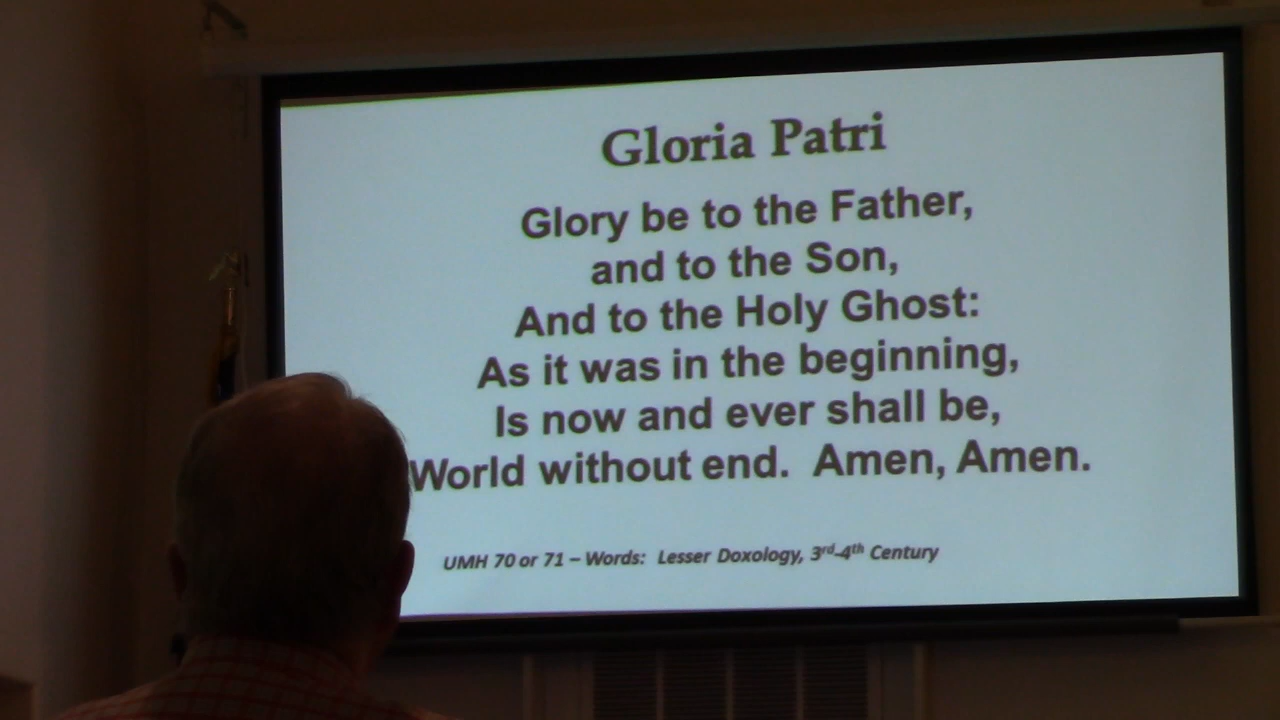 Gloria Patri
Glory be to the Father,
and to the Son,
And to the Holy Ghost:
As it was in the beginning,
Is now and ever shall be,
World without end. Amen, Amen.
UMH 70 or 71 – Words: Lesser Doxology, 3rd-4th Century